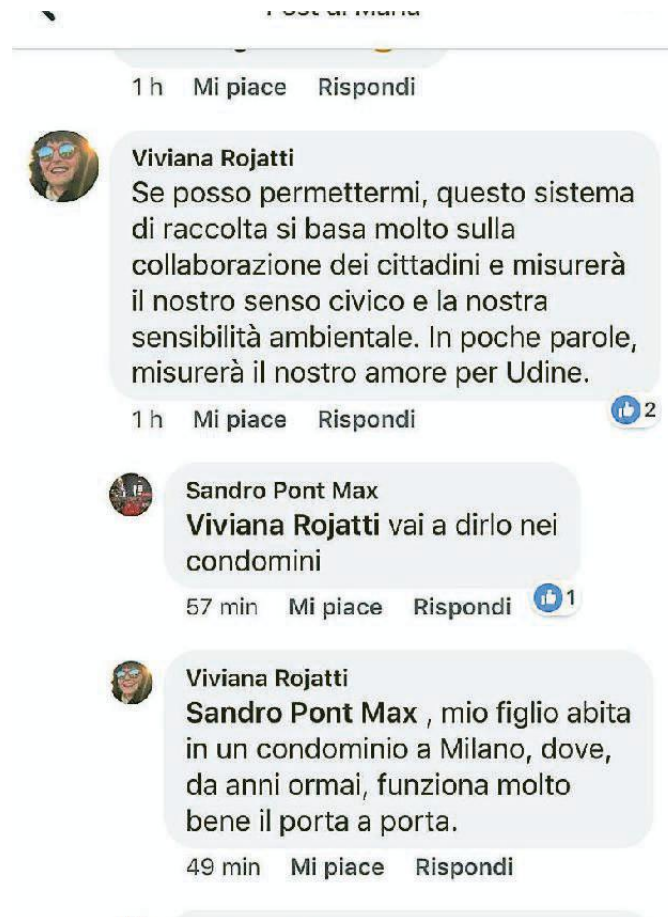 Post di Maria
1 h Mi piace Rispondi
Viviana Rojatti
Se posso permettermi, questo sistema
di raccolta si basa molto sulla
collaborazione dei cittadini e misurerà
il nostro senso civico e la nostra
sensibilità ambientale. In poche parole,
misurerà il nostro amore per Udine.
1 h Mi piace Rispondi 2
Sandro Pont Max
Viviana Rojatti vai a dirlo nei
condomini
57 min Mi piace Rispondi 1
Viviana Rojatti
Sandro Pont Max , mio figlio abita
in un condominio a Milano, dove,
da anni ormai, funziona molto
bene il porta a porta.
49 min Mi piace Rispondi